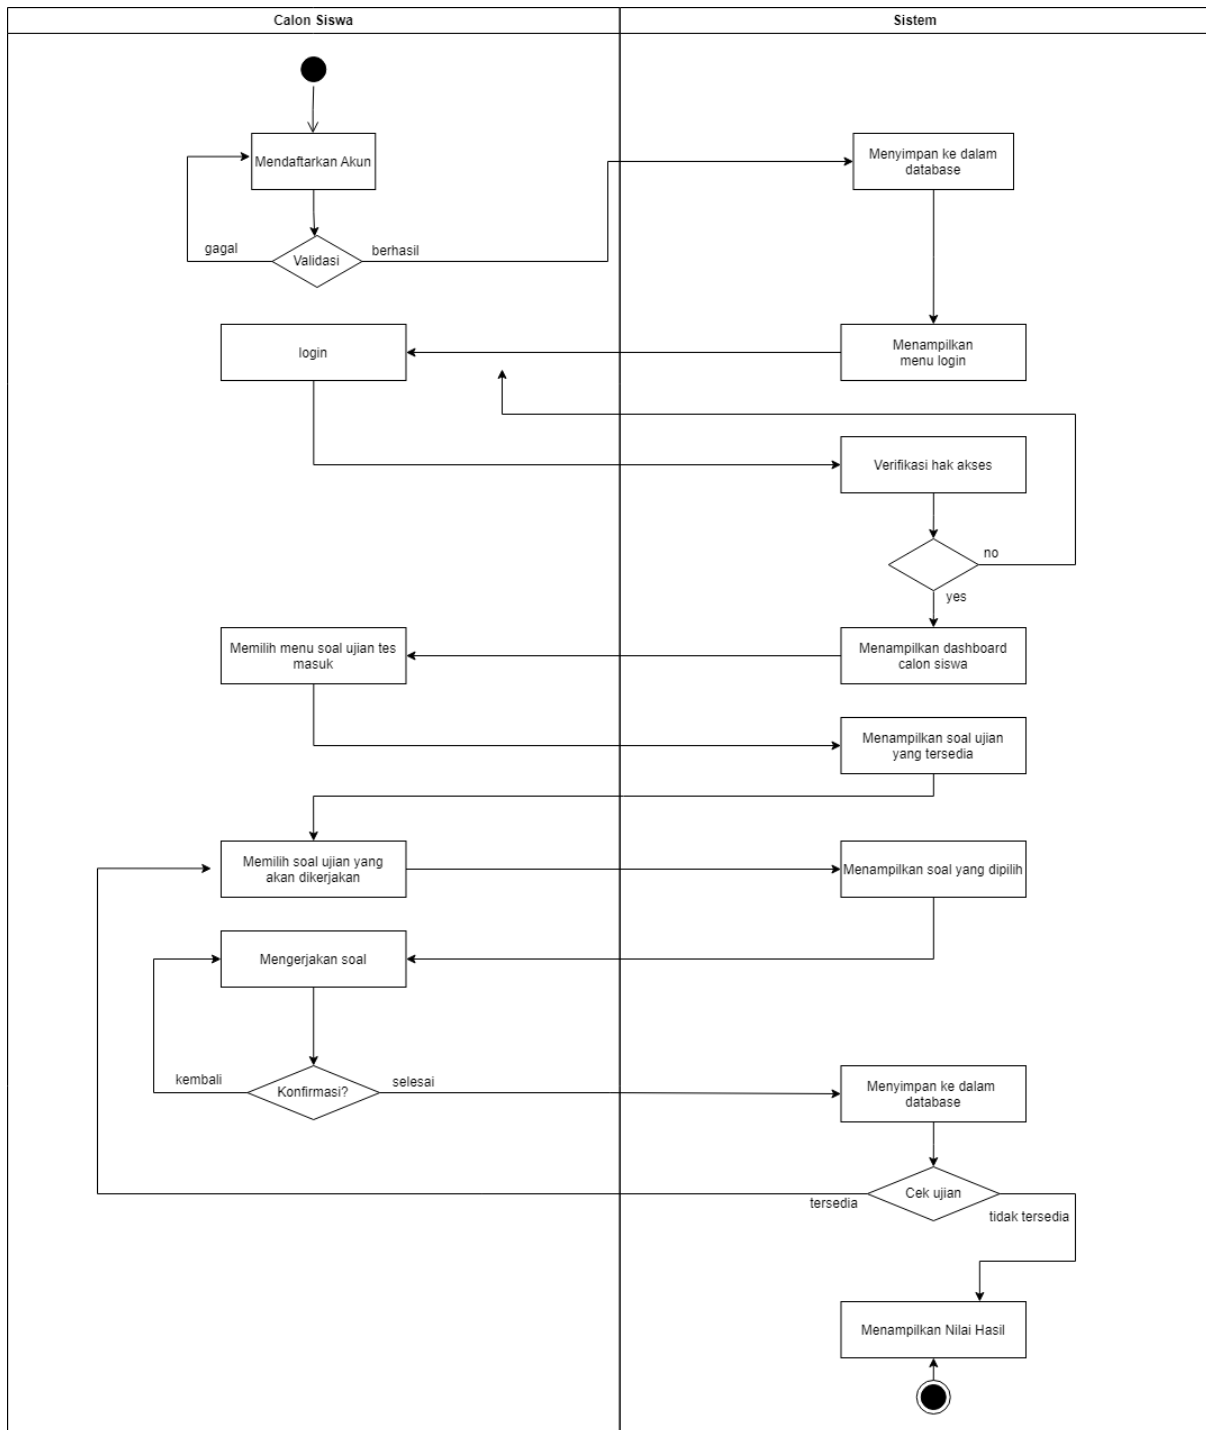 Calon Siswa
Sistem
Mendaftarkan Akun
Menyimpan ke dalam
database
gagal
Validasi
berhasil
login
Menampilkan
menu login
Verifikasi hak akses
no
yes
Memilih menu soal ujian tes
masuk
Menampilkan dashboard
calon siswa
Menampilkan soal ujian
yang tersedia
Memilih soal ujian yang
akan dikerjakan
Menampilkan soal yang dipilih
Mengerjakan soal
kembali
Konfirmasi?
selesai
Menyimpan ke dalam
database
tersedia
Cek ujian
tidak tersedia
Menampilkan Nilai Hasil